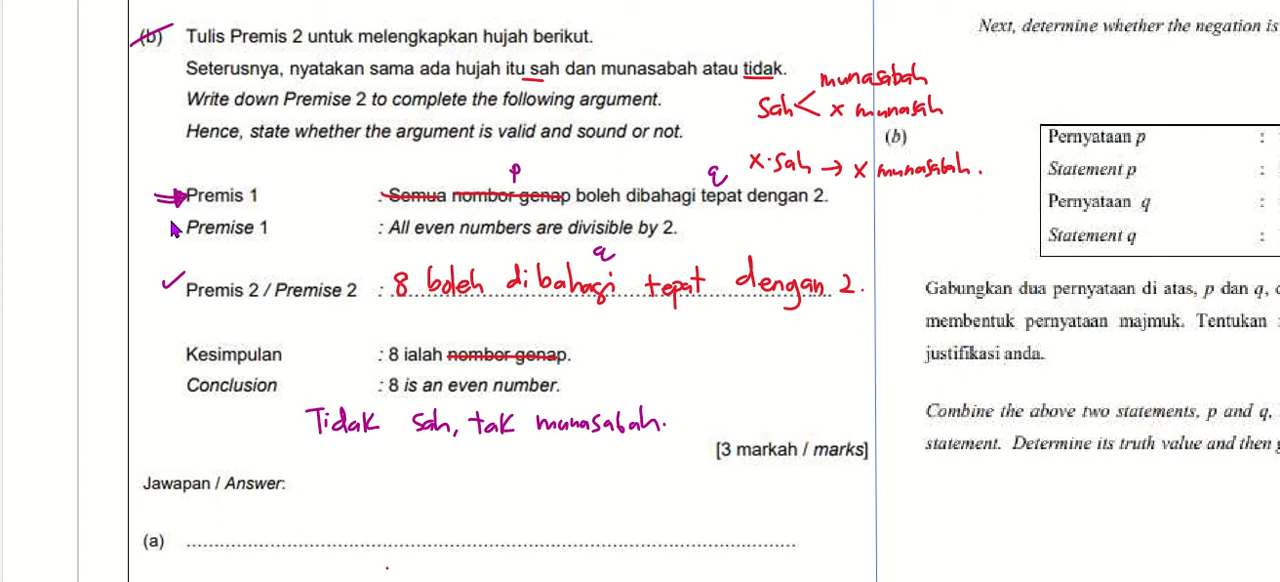 (b) Tulis Premis 2 untuk melengkapkan hujah berikut.
Seterusnya, nyatakan sama ada hujah itu sah dan munasabah atau tidak.
Write down Premise 2 to complete the following argument.
Hence, state whether the argument is valid and sound or not.
munasabah
Sah < x munasah
x sah → x munasabah.
p
q
Premis 1 : Semua nombor genap boleh dibahagi tepat dengan 2.
Premise 1 : All even numbers are divisible by 2.
q
Premis 2 / Premise 2 : 8 boleh dibahagi tepat dengan 2.
Kesimpulan : 8 ialah nombor genap.
Conclusion : 8 is an even number.
Tidak sah, tak munasabah.
[3 markah / marks]
Jawapan / Answer:
(a)
Next, determine whether the negation is
(b)
Pernyataan p :
Statement p :
Pernyataan q :
Statement q :
Gabungkan dua pernyataan di atas, p dan q,
membentuk pernyataan majmuk. Tentukan
justifikasi anda.
Combine the above two statements, p and q,
statement. Determine its truth value and then